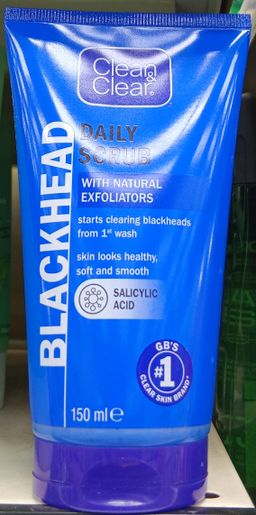 Clean &
Clear®
BLACKHEAD
DAILY
SCRUB
WITH NATURAL
EXFOLIATORS
starts clearing blackheads
from 1st wash
skin looks healthy,
soft and smooth
SALICYLIC
ACID
GB'S
#1
CLEAR SKIN BRAND*
150 ml ℮